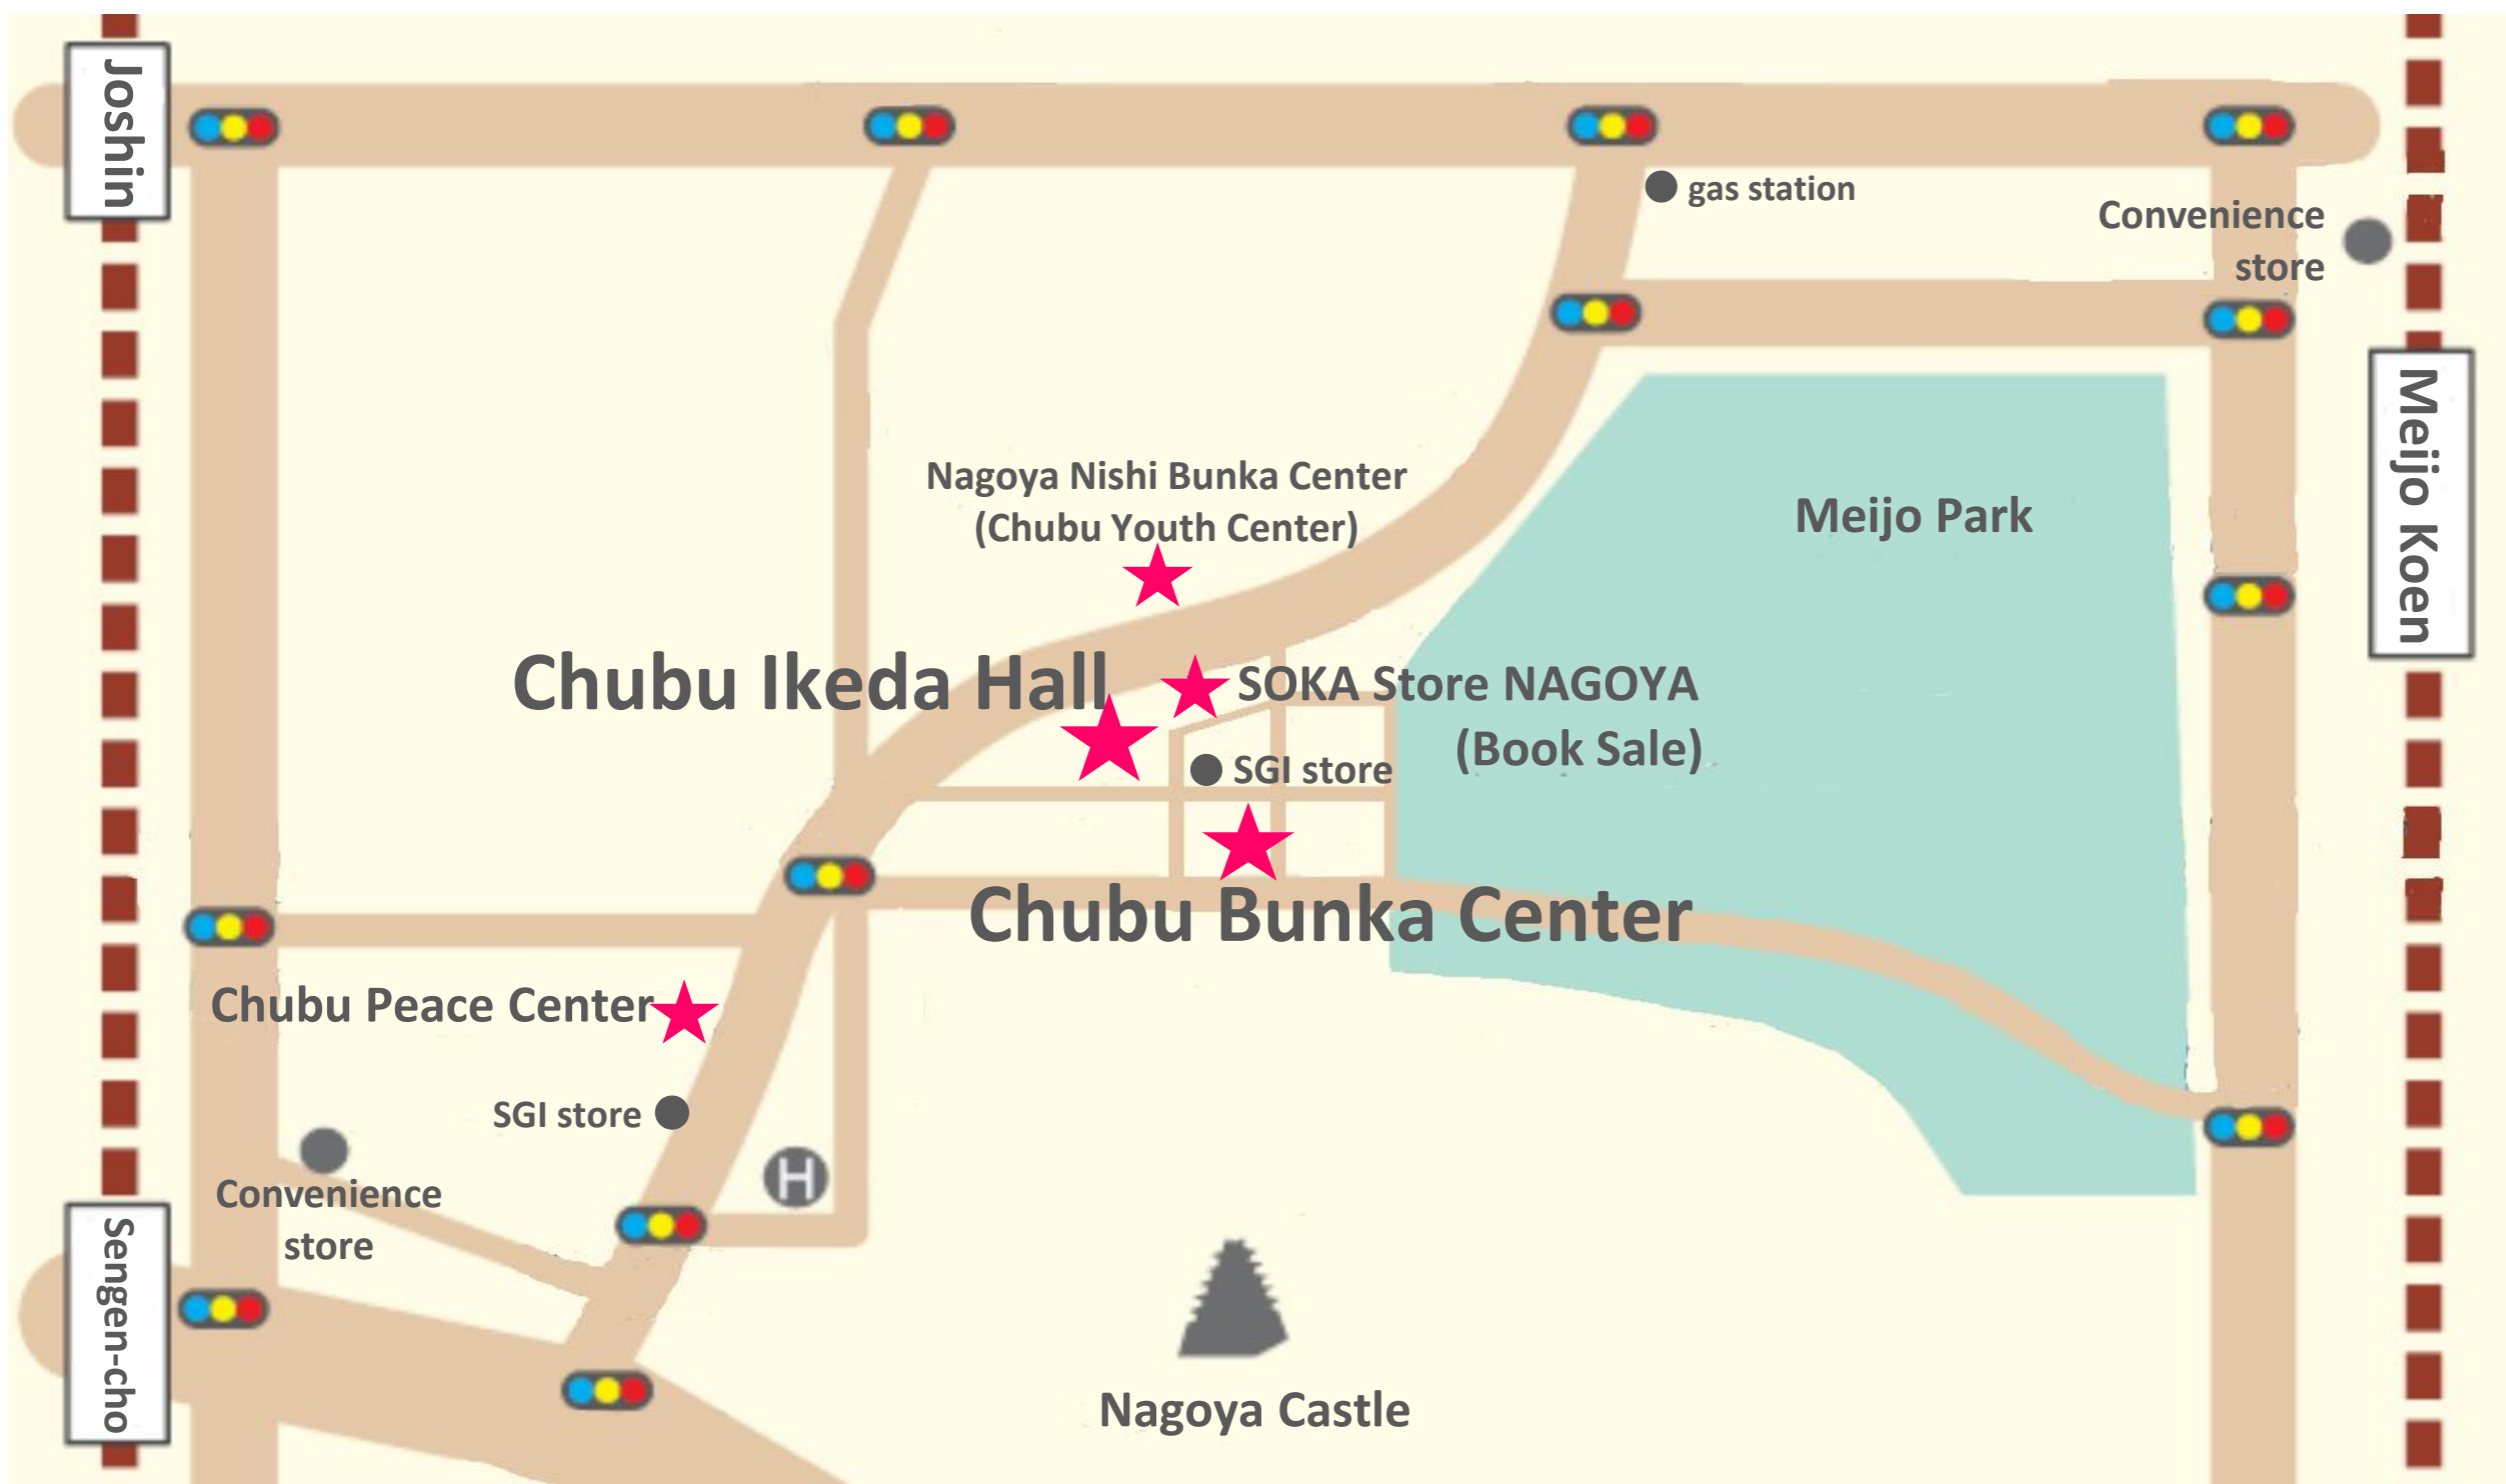 Joshin
gas station
Convenience
store
Meijo Koen
Nagoya Nishi Bunka Center
(Chubu Youth Center)
Meijo Park
Chubu Ikeda Hall
SOKA Store NAGOYA
(Book Sale)
SGI store
Chubu Bunka Center
Chubu Peace Center
SGI store
H
Convenience
store
Sengen-cho
Nagoya Castle